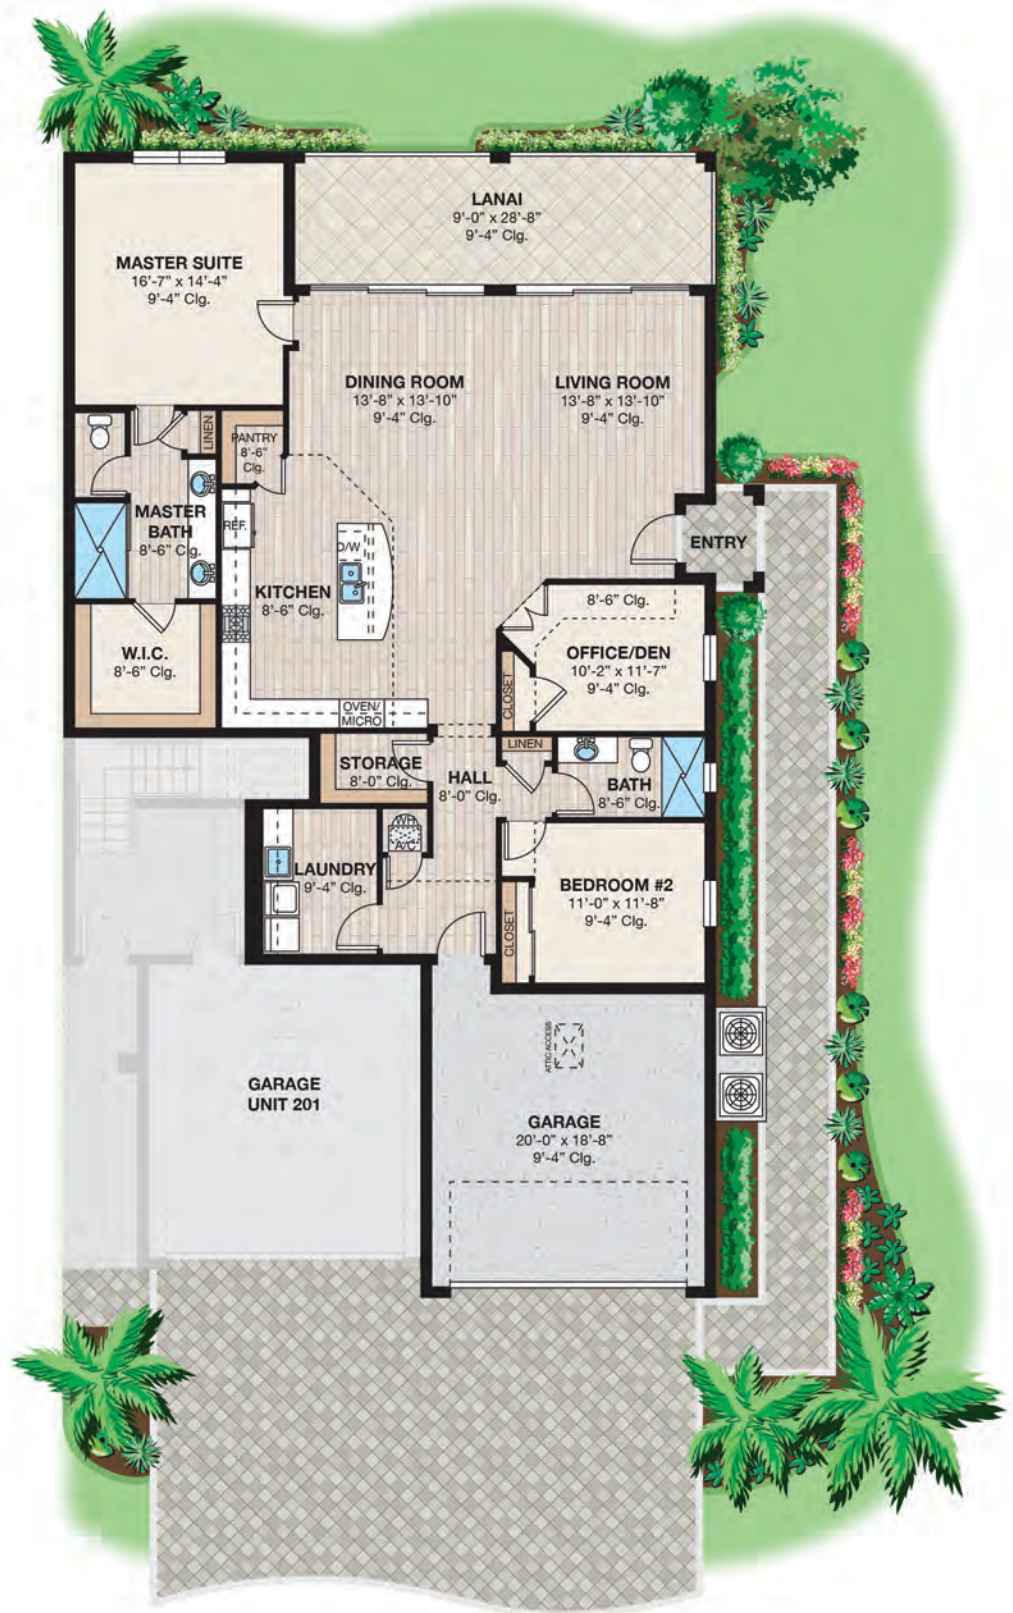 LANAI
9'-0" x 28'-8"
9'-4" Clg.
MASTER SUITE
16'-7" x 14'-4"
9'-4" Clg.
DINING ROOM
13'-8" x 13'-10"
9'-4" Clg.
LIVING ROOM
13'-8" x 13'-10"
9'-4" Clg.
LINEN
PANTRY
8'-6"
Clg.
MASTER
BATH
8'-6" Clg.
REF.
D/W
ENTRY
KITCHEN
8'-6" Clg.
8'-6" Clg.
W.I.C.
8'-6" Clg.
OFFICE/DEN
10'-2" x 11'-7"
9'-4" Clg.
CLOSET
OVEN/
MICRO
STORAGE
8'-0" Clg.
HALL
8'-0" Clg.
LINEN
BATH
8'-6" Clg.
WH
A/C
LAUNDRY
9'-4" Clg.
BEDROOM #2
11'-0" x 11'-8"
9'-4" Clg.
CLOSET
ATTIC ACCESS
GARAGE
UNIT 201
GARAGE
20'-0" x 18'-8"
9'-4" Clg.